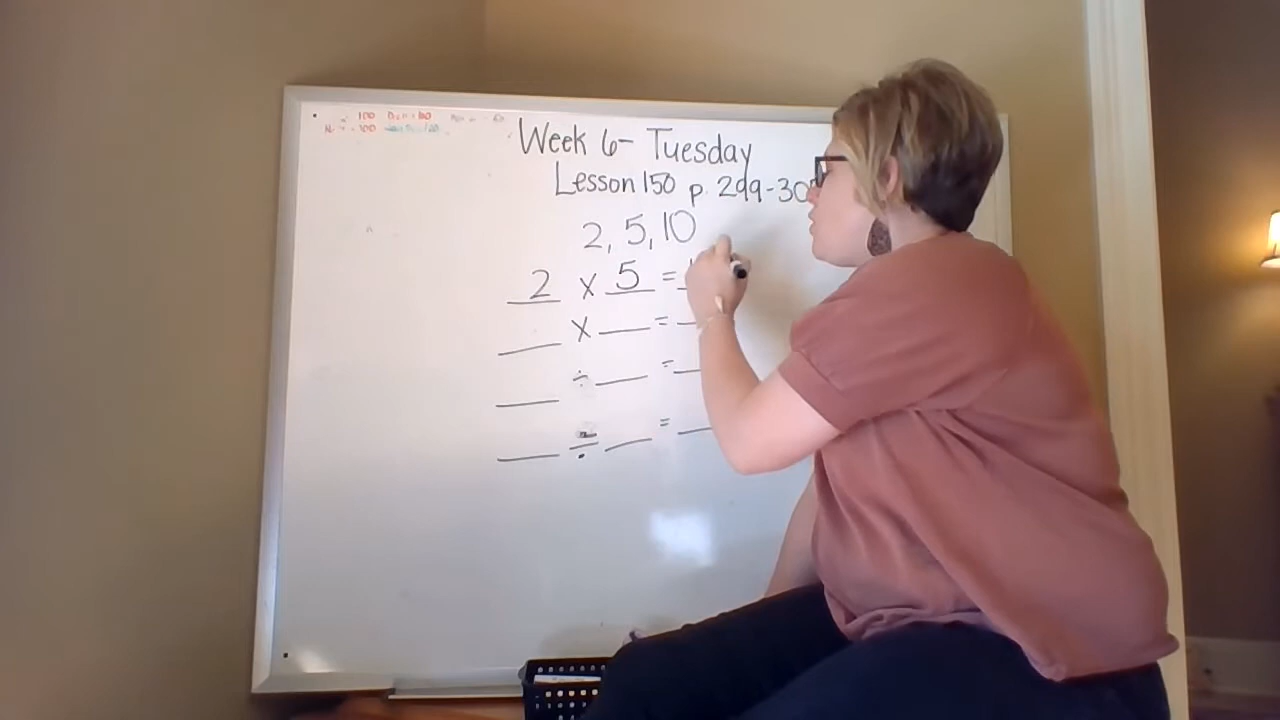 Week 6- Tuesday
Lesson 150 p. 299-30
2, 5, 10
2 x 5 =
x =
÷ =
÷ =